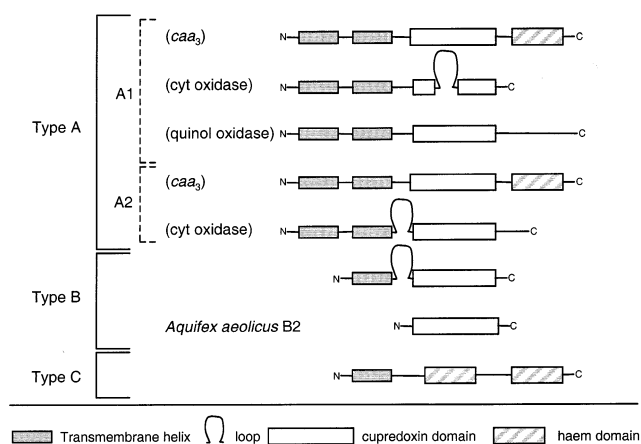 (caa₃) N C
A1 (cyt oxidase) N C
Type A (quinol oxidase) N C
(caa₃) N C
A2 (cyt oxidase) N C
Type B N C
Aquifex aeolicus B2 N C
Type C N C
Transmembrane helix loop cupredoxin domain haem domain